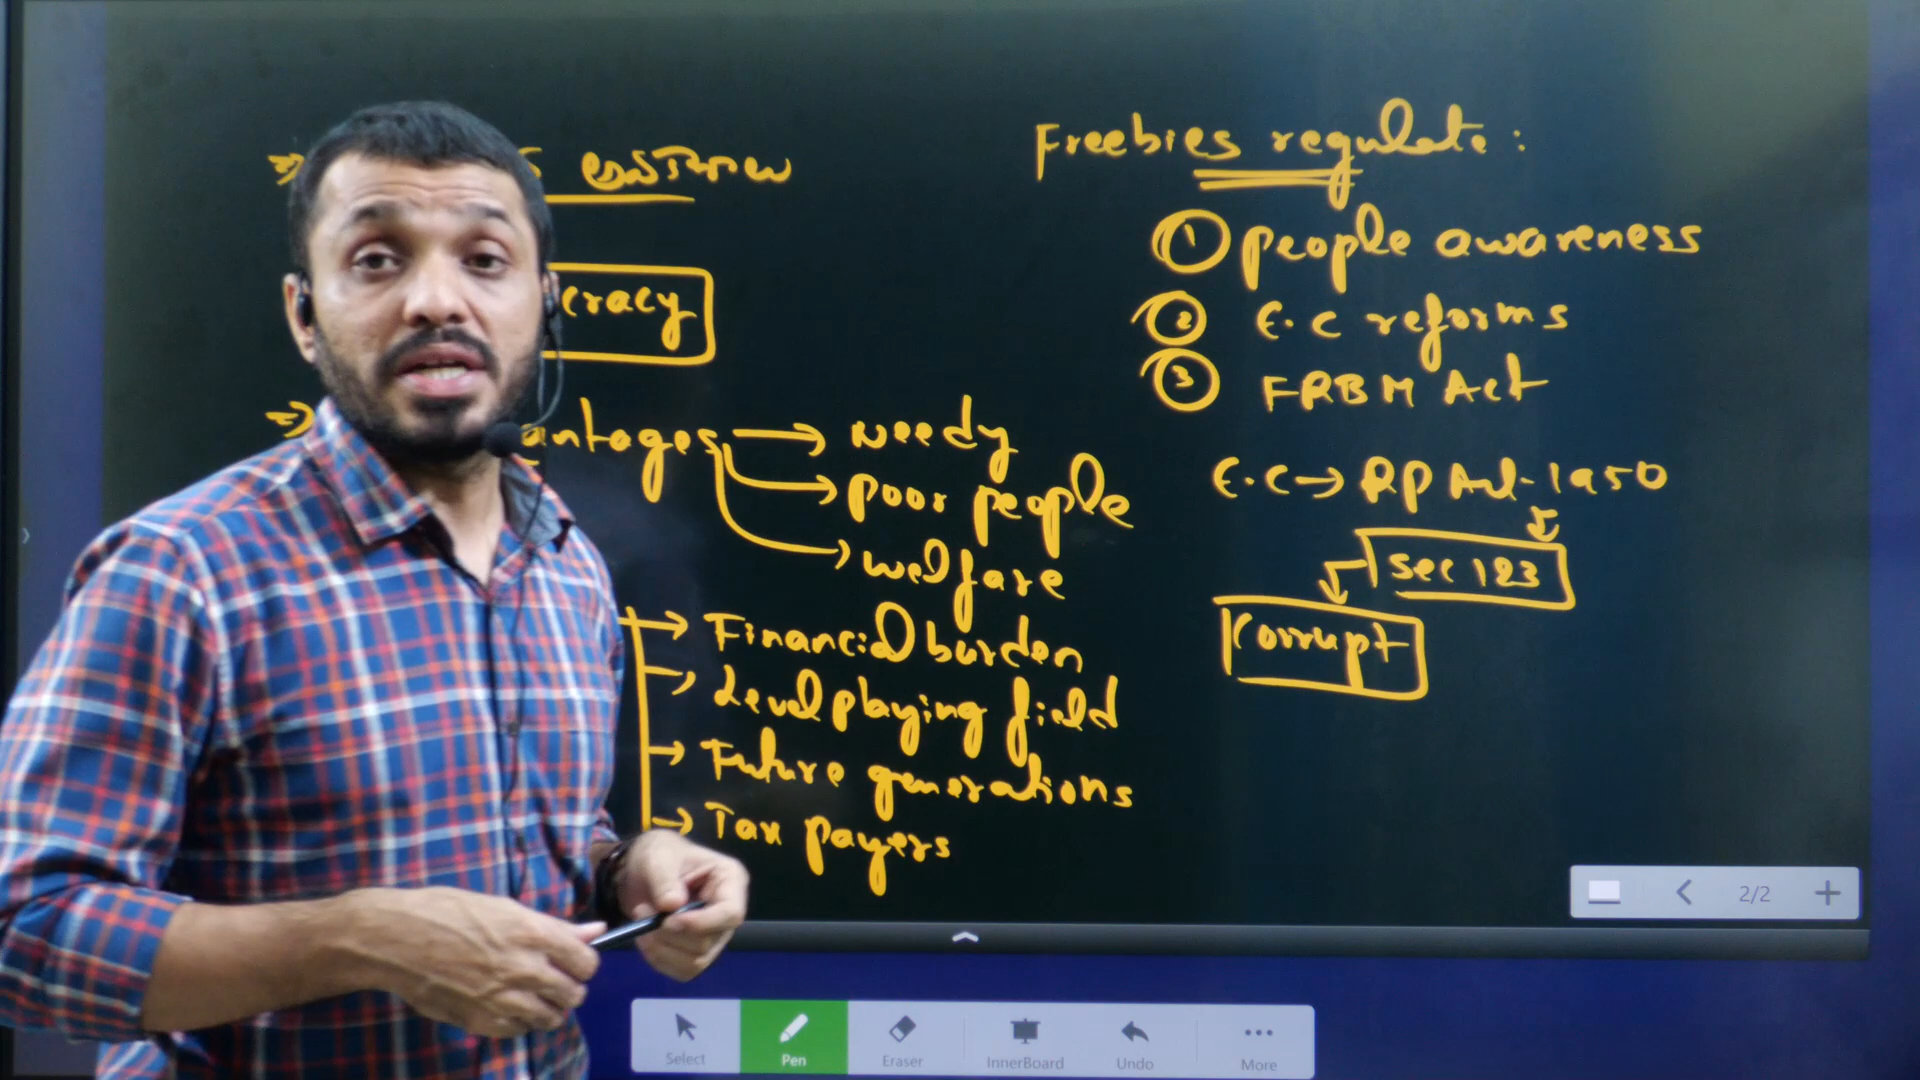 cracy
antages → Needy
→ poor people
→ welfare
→ Financial burden
→ Level playing field
→ Future generations
→ Tax payers
Freebies regulate :
① people awareness
② E.C reforms
③ FRBM Act
E.C → RP Act-1950
Sec 123
Corrupt
2/2
Select Pen Eraser InnerBoard Undo More